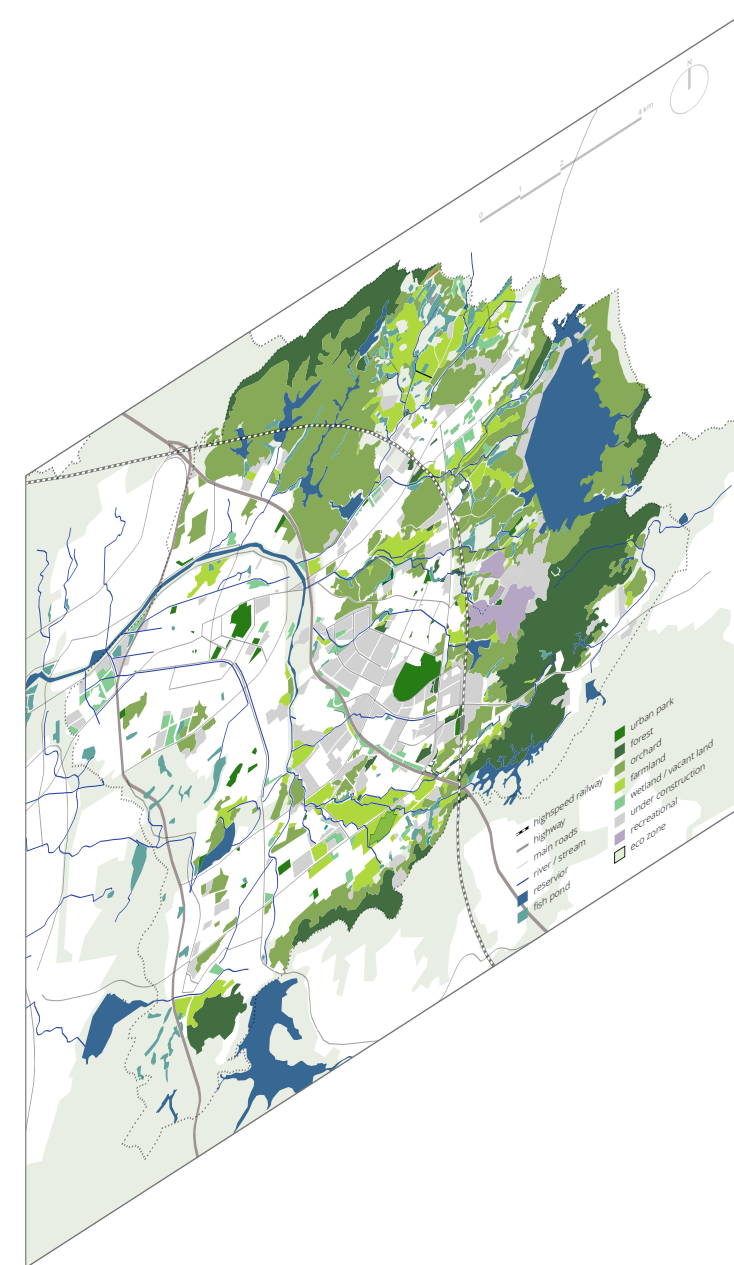 N
0
1
2
4 km
highspeed railway
highway
main roads
river / stream
reservior
fish pond
urban park
forest
orchard
farmland
wetland / vacant land
under construction
recreational
eco zone